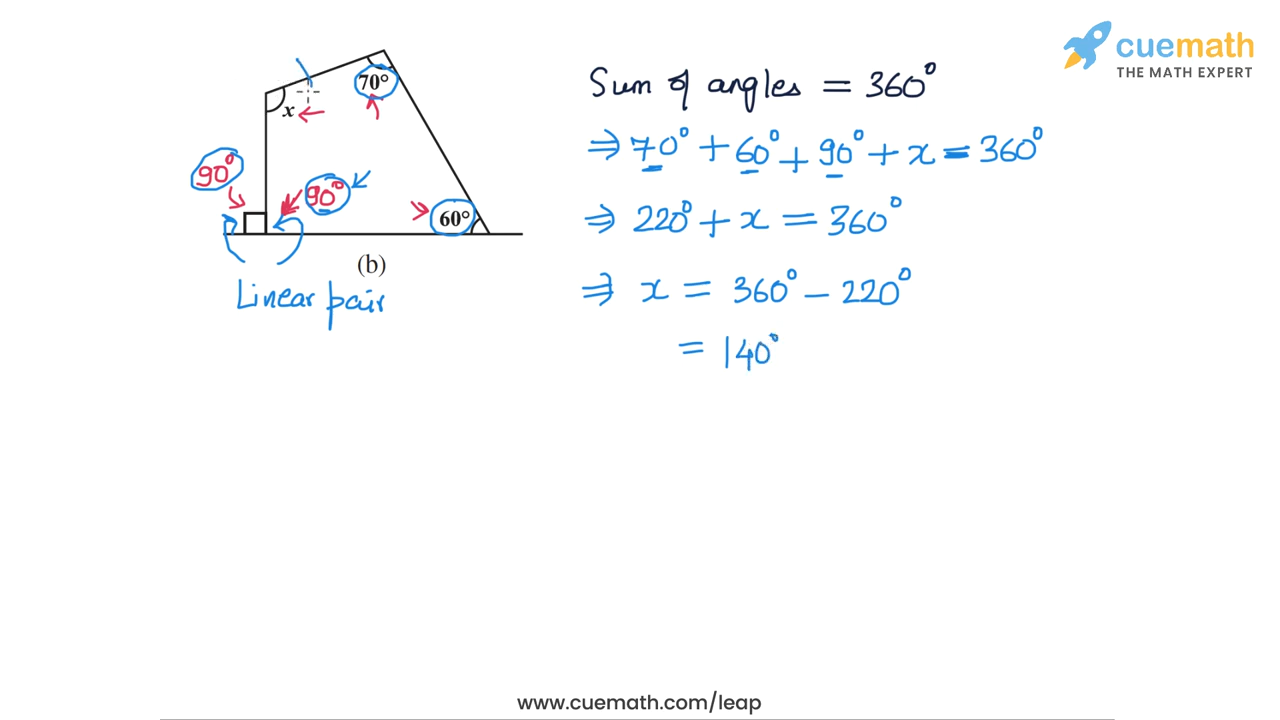 cuemath
THE MATH EXPERT
70°
x
90°
90°
60°
(b)
Linear pair
Sum of angles = 360°
⇒ 70° + 60° + 90° + x = 360°
⇒ 220° + x = 360°
⇒ x = 360° − 220°
= 140°
www.cuemath.com/leap